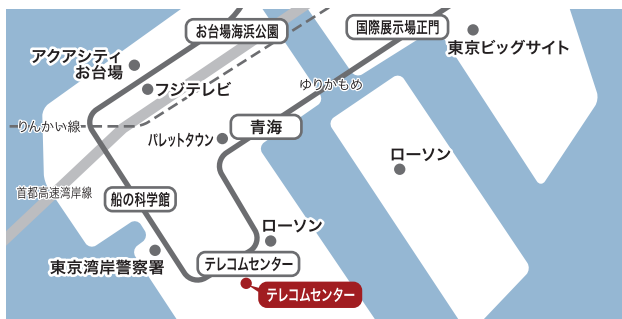 お台場海浜公園
国際展示場正門
アクアシティ
お台場
東京ビッグサイト
フジテレビ
ゆりかもめ
りんかい線
青海
パレットタウン
ローソン
首都高速湾岸線
船の科学館
ローソン
東京湾岸警察署
テレコムセンター
テレコムセンター